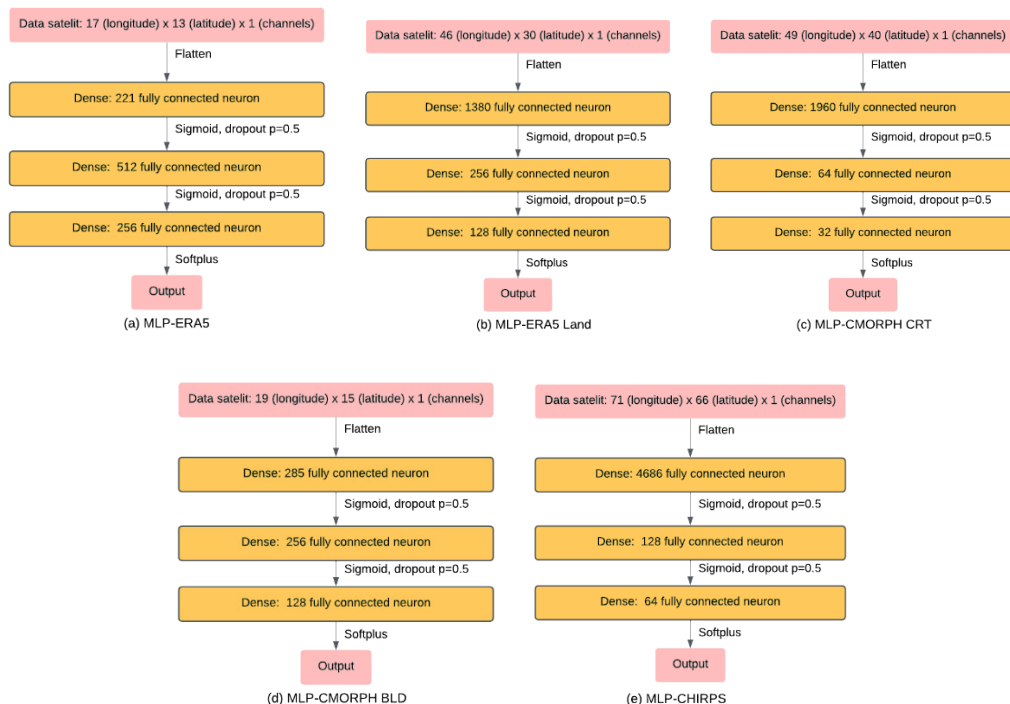 Data satelit: 17 (longitude) x 13 (latitude) x 1 (channels)
Flatten
Dense: 221 fully connected neuron
Sigmoid, dropout p=0.5
Dense: 512 fully connected neuron
Sigmoid, dropout p=0.5
Dense: 256 fully connected neuron
Softplus
Output
(a) MLP-ERA5
Data satelit: 46 (longitude) x 30 (latitude) x 1 (channels)
Flatten
Dense: 1380 fully connected neuron
Sigmoid, dropout p=0.5
Dense: 256 fully connected neuron
Sigmoid, dropout p=0.5
Dense: 128 fully connected neuron
Softplus
Output
(b) MLP-ERA5 Land
Data satelit: 49 (longitude) x 40 (latitude) x 1 (channels)
Flatten
Dense: 1960 fully connected neuron
Sigmoid, dropout p=0.5
Dense: 64 fully connected neuron
Sigmoid, dropout p=0.5
Dense: 32 fully connected neuron
Softplus
Output
(c) MLP-CMORPH CRT
Data satelit: 19 (longitude) x 15 (latitude) x 1 (channels)
Flatten
Dense: 285 fully connected neuron
Sigmoid, dropout p=0.5
Dense: 256 fully connected neuron
Sigmoid, dropout p=0.5
Dense: 128 fully connected neuron
Softplus
Output
(d) MLP-CMORPH BLD
Data satelit: 71 (longitude) x 66 (latitude) x 1 (channels)
Flatten
Dense: 4686 fully connected neuron
Sigmoid, dropout p=0.5
Dense: 128 fully connected neuron
Sigmoid, dropout p=0.5
Dense: 64 fully connected neuron
Softplus
Output
(e) MLP-CHIRPS